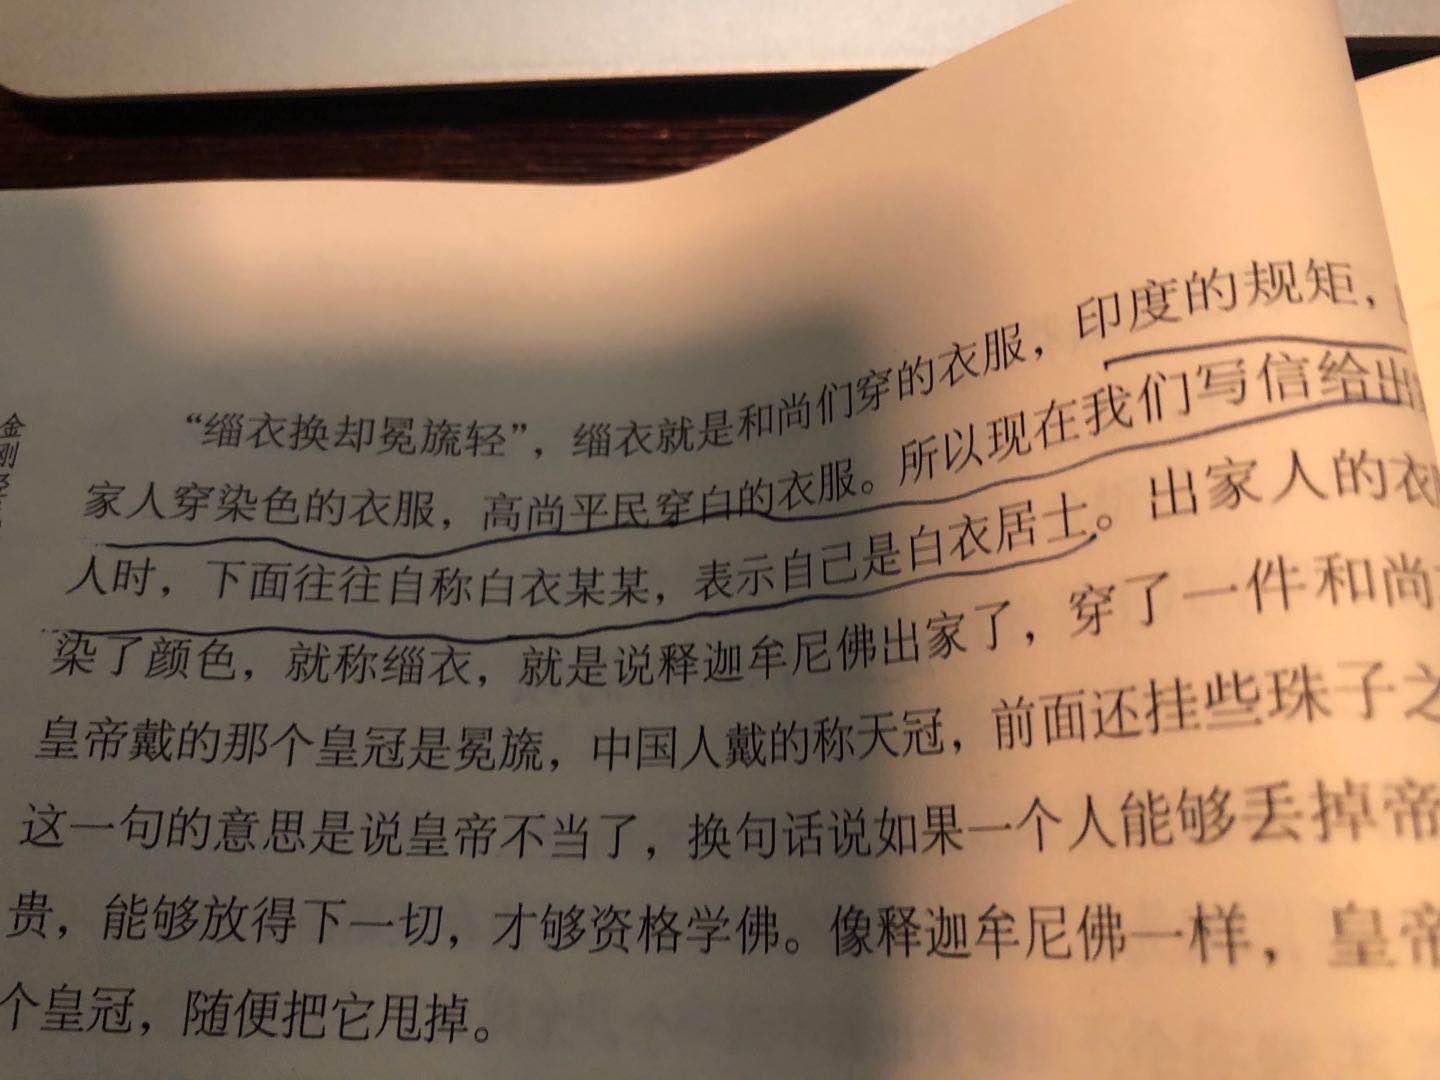 金刚经
“缁衣换却冕旒轻”，缁衣就是和尚们穿的衣服，印度的规矩，
家人穿染色的衣服，高尚平民穿白的衣服。所以现在我们写信给出
人时，下面往往自称白衣某某，表示自己是白衣居士。出家人的衣
染了颜色，就称缁衣，就是说释迦牟尼佛出家了，穿了一件和尚
皇帝戴的那个皇冠是冕旒，中国人戴的称天冠，前面还挂些珠子之
这一句的意思是说皇帝不当了，换句话说如果一个人能够丢掉帝
贵，能够放得下一切，才够资格学佛。像释迦牟尼佛一样，皇帝
个皇冠，随便把它甩掉。